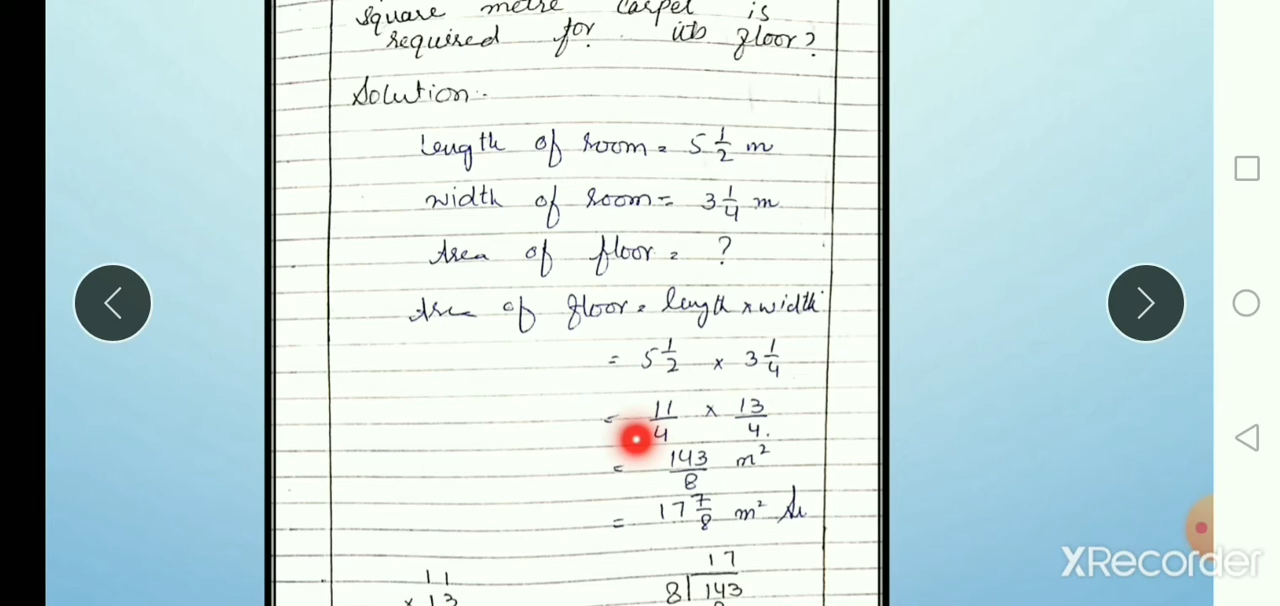 square metre carpet is
required for its floor?
Solution:
Length of room = 5 1/2 m
width of room = 3 1/4 m
Area of floor = ?
Area of floor = length × width
= 5 1/2 × 3 1/4
= 11/4 × 13/4.
= 143/8 m²
= 17 7/8 m²
11
× 13
17
8 143
XRecorder